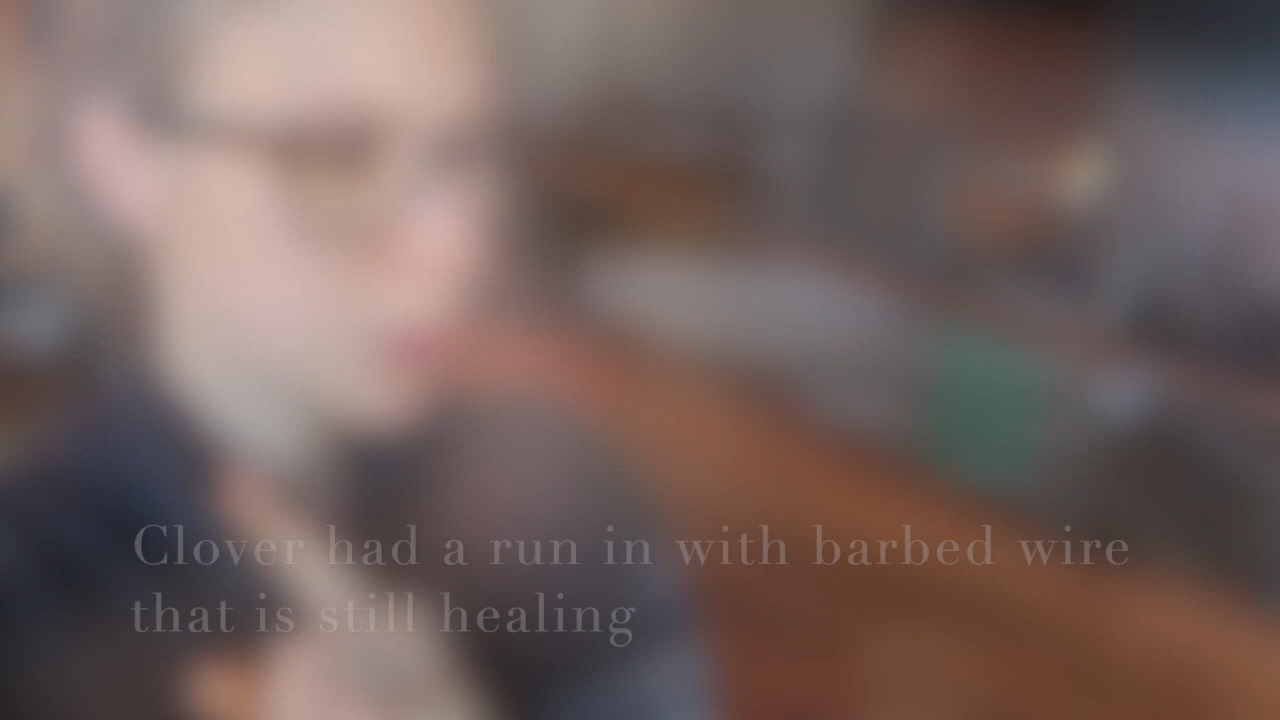 Clover had a run in with barbed wire
that is still healing